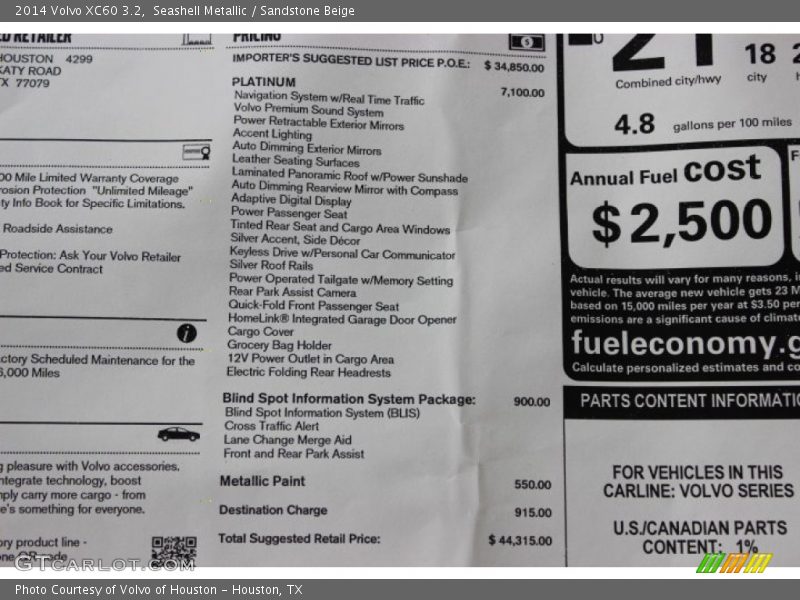 2014 Volvo XC60 3.2, Seashell Metallic / Sandstone Beige
RETAILER
HOUSTON 4299
KATY ROAD
TX 77079
00 Mile Limited Warranty Coverage
rosion Protection "Unlimited Mileage"
ty Info Book for Specific Limitations.
Roadside Assistance
Protection: Ask Your Volvo Retailer
ed Service Contract
actory Scheduled Maintenance for the
6,000 Miles
g pleasure with Volvo accessories,
ntegrate technology, boost
mply carry more cargo - from
e's something for everyone.
ory product line -
one QR code
PRICING
IMPORTER'S SUGGESTED LIST PRICE P.O.E.: $ 34,850.00
PLATINUM 7,100.00
Navigation System w/Real Time Traffic
Volvo Premium Sound System
Power Retractable Exterior Mirrors
Accent Lighting
Auto Dimming Exterior Mirrors
Leather Seating Surfaces
Laminated Panoramic Roof w/Power Sunshade
Auto Dimming Rearview Mirror with Compass
Adaptive Digital Display
Power Passenger Seat
Tinted Rear Seat and Cargo Area Windows
Silver Accent, Side Décor
Keyless Drive w/Personal Car Communicator
Silver Roof Rails
Power Operated Tailgate w/Memory Setting
Rear Park Assist Camera
Quick-Fold Front Passenger Seat
HomeLink® Integrated Garage Door Opener
Cargo Cover
Grocery Bag Holder
12V Power Outlet in Cargo Area
Electric Folding Rear Headrests
Blind Spot Information System Package: 900.00
Blind Spot Information System (BLIS)
Cross Traffic Alert
Lane Change Merge Aid
Front and Rear Park Assist
Metallic Paint 550.00
Destination Charge 915.00
Total Suggested Retail Price: $ 44,315.00
21 18 2
Combined city/hwy city h
4.8 gallons per 100 miles
Annual Fuel cost
$2,500
Actual results will vary for many reasons, in
vehicle. The average new vehicle gets 23 M
based on 15,000 miles per year at $3.50 per
emissions are a significant cause of climate
fueleconomy.g
Calculate personalized estimates and co
PARTS CONTENT INFORMATIO
FOR VEHICLES IN THIS
CARLINE: VOLVO SERIES
U.S./CANADIAN PARTS
CONTENT: 1%
GTCARLOT.COM
Photo Courtesy of Volvo of Houston - Houston, TX